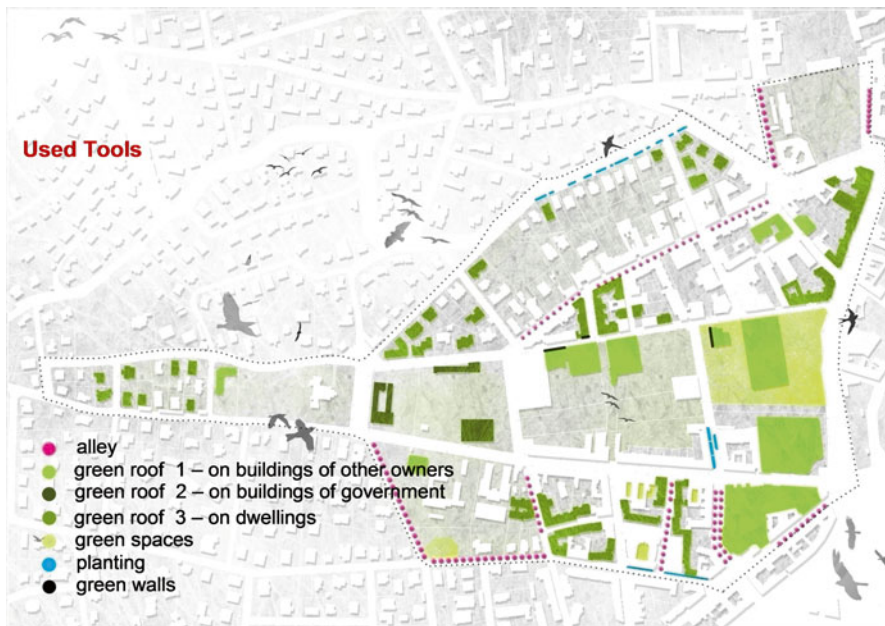 Used Tools
alley
green roof 1 – on buildings of other owners
green roof 2 – on buildings of government
green roof 3 – on dwellings
green spaces
planting
green walls